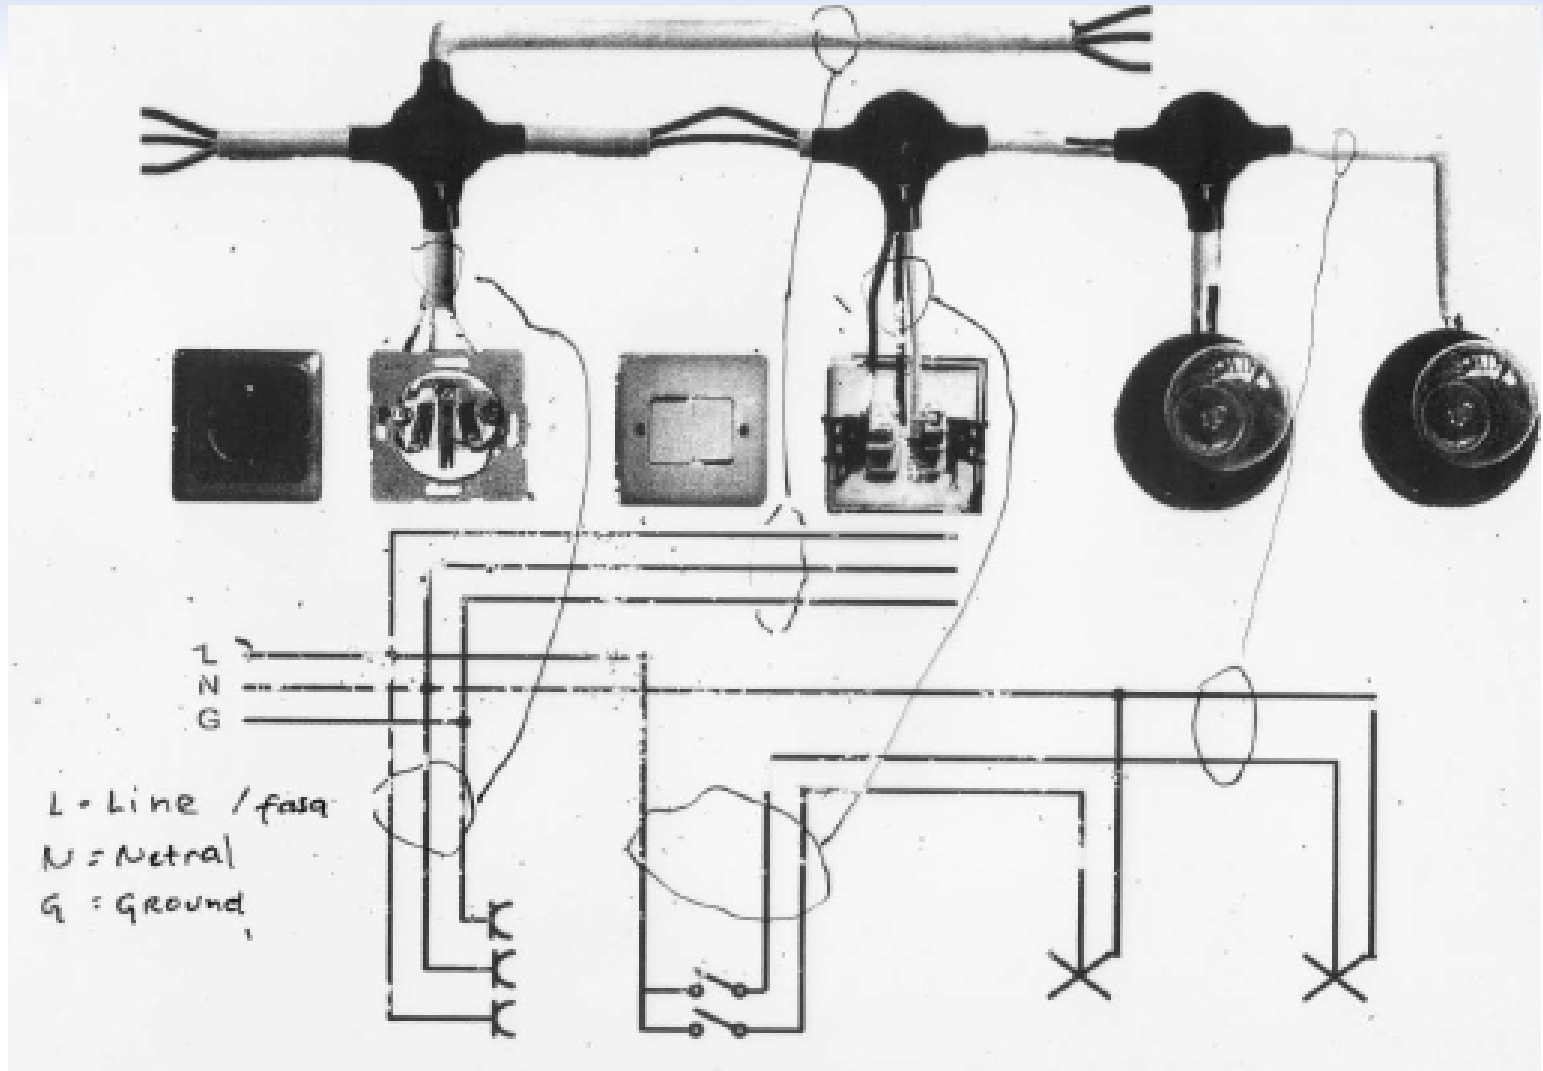 L
N
G
L = Line / fasa
N = Netral
G = Ground